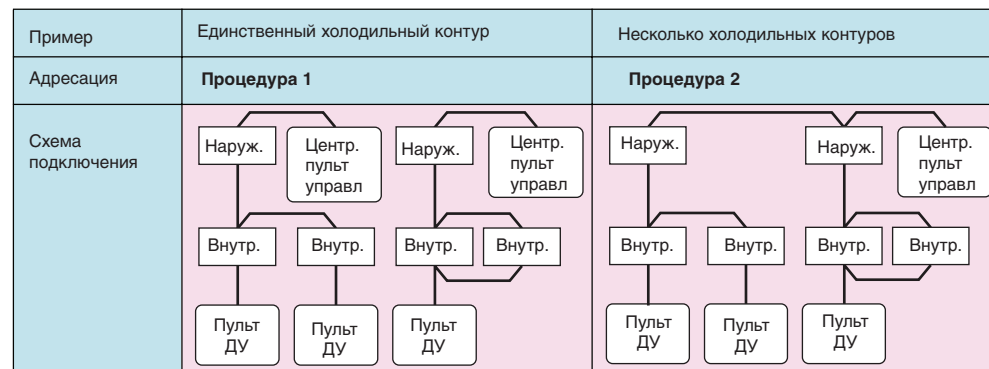 Пример
Единственный холодильный контур
Несколько холодильных контуров
Адресация
Процедура 1
Процедура 2
Схема
подключения
Наруж.
Центр.
пульт
управл
Наруж.
Центр.
пульт
управл
Наруж.
Наруж.
Центр.
пульт
управл
Внутр.
Внутр.
Внутр.
Внутр.
Внутр.
Внутр.
Внутр.
Внутр.
Пульт
ДУ
Пульт
ДУ
Пульт
ДУ
Пульт
ДУ
Пульт
ДУ
Пульт
ДУ